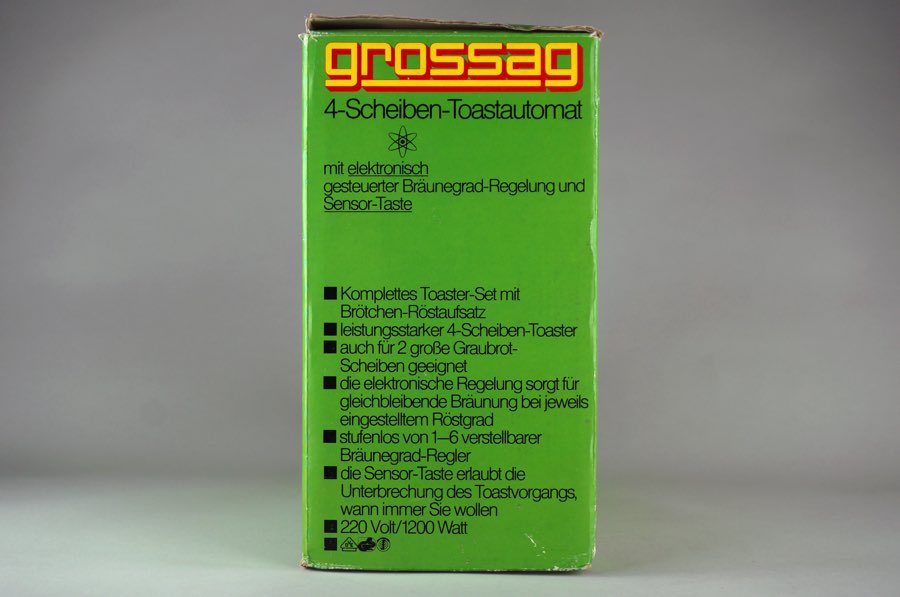 grossag
4-Scheiben-Toastautomat
mit elektronisch
gesteuerter Bräunegrad-Regelung und
Sensor-Taste
■ Komplettes Toaster-Set mit
Brötchen-Röstaufsatz
■ leistungsstarker 4-Scheiben-Toaster
■ auch für 2 große Graubrot-
Scheiben geeignet
■ die elektronische Regelung sorgt für
gleichbleibende Bräunung bei jeweils
eingestelltem Röstgrad
■ stufenlos von 1–6 verstellbarer
Bräunegrad-Regler
■ die Sensor-Taste erlaubt die
Unterbrechung des Toastvorgangs,
wann immer Sie wollen
■ 220 Volt/1200 Watt